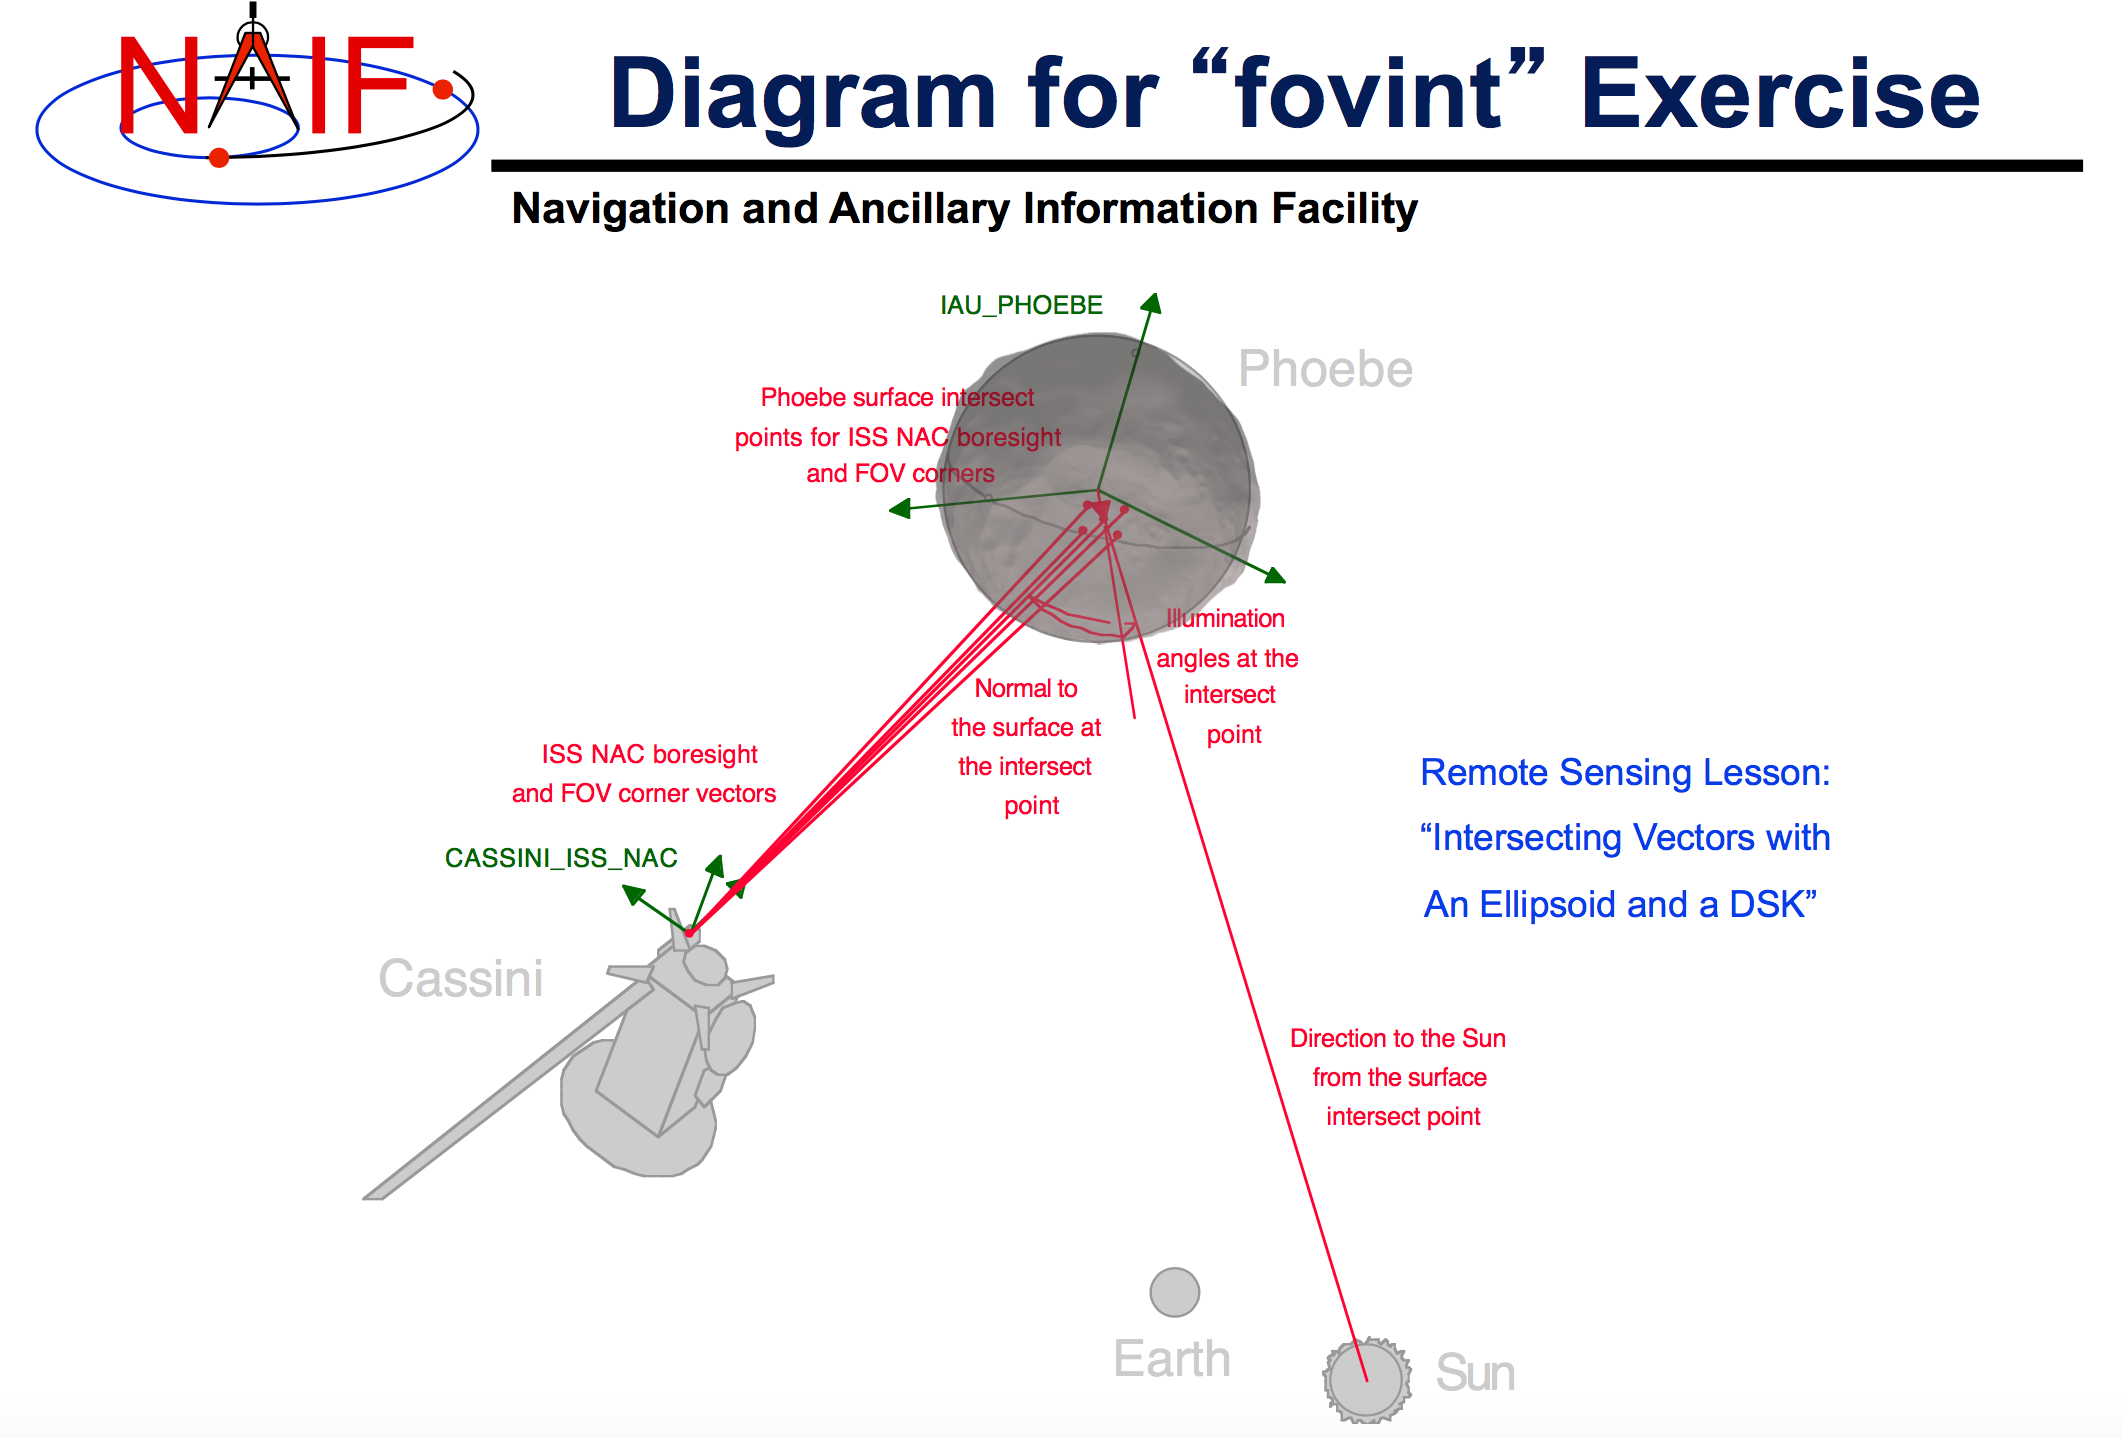 NAIF
Diagram for “fovint” Exercise
Navigation and Ancillary Information Facility
IAU_PHOEBE
Phoebe
Phoebe surface intersect
points for ISS NAC boresight
and FOV corners
Illumination
angles at the
intersect
point
Normal to
the surface at
the intersect
point
ISS NAC boresight
and FOV corner vectors
CASSINI_ISS_NAC
Cassini
Remote Sensing Lesson:
“Intersecting Vectors with
An Ellipsoid and a DSK”
Direction to the Sun
from the surface
intersect point
Earth
Sun